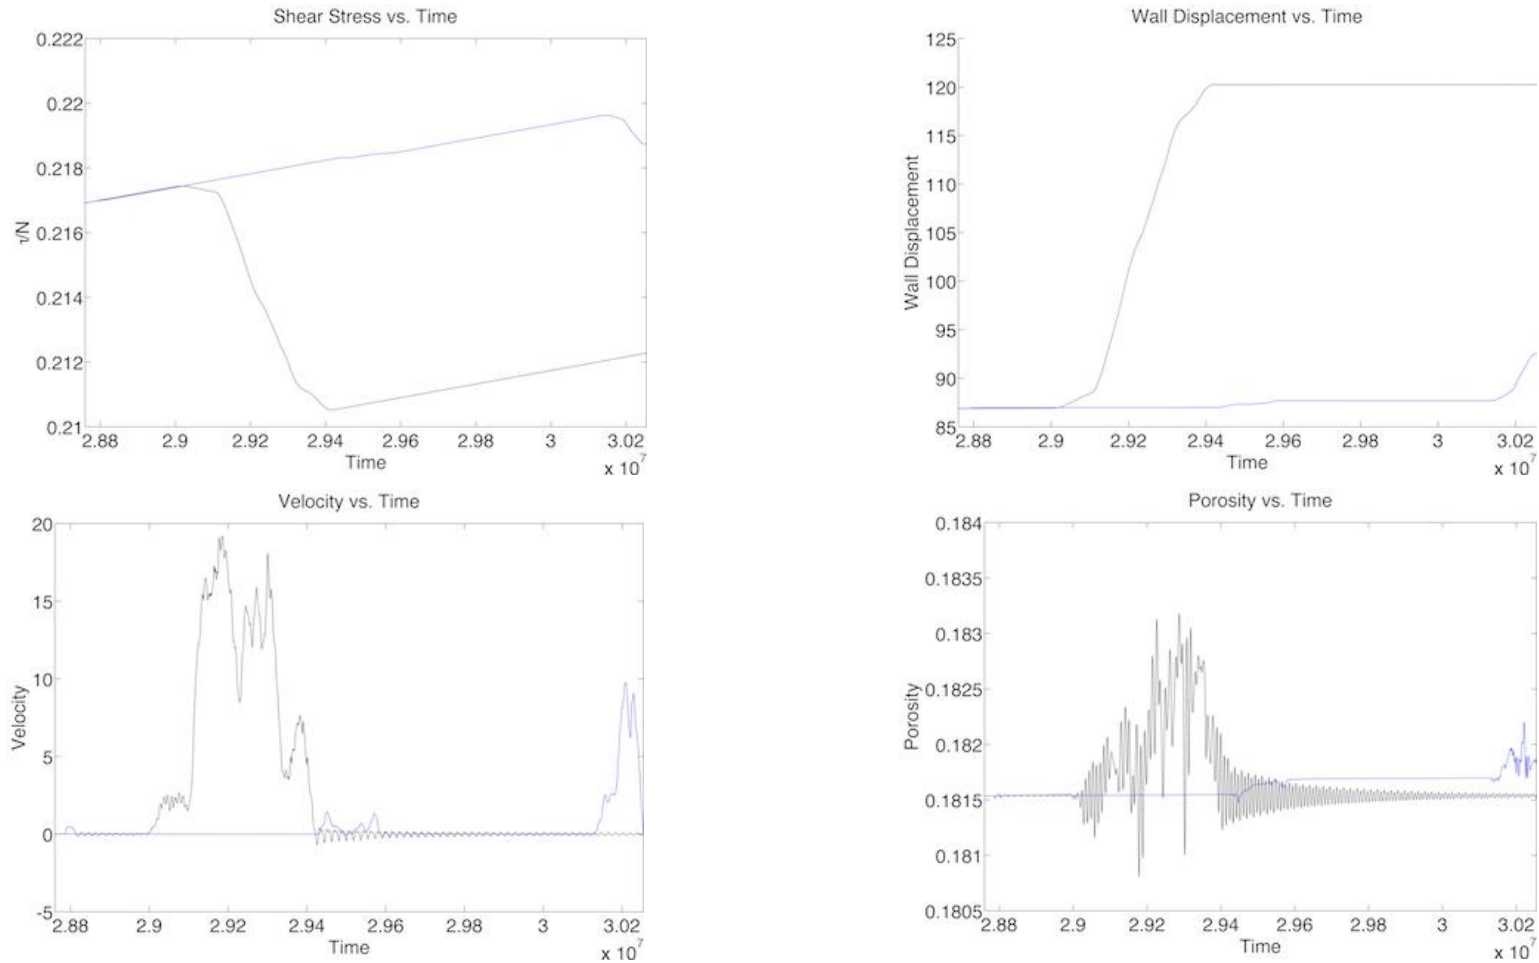 Shear Stress vs. Time
0.222
0.22
0.218
0.216
0.214
0.212
0.21
τ/N
2.88 2.9 2.92 2.94 2.96 2.98 3 3.02
Time
x 10^7
Wall Displacement vs. Time
125
120
115
110
105
100
95
90
85
Wall Displacement
2.88 2.9 2.92 2.94 2.96 2.98 3 3.02
Time
x 10^7
Velocity vs. Time
20
15
10
5
0
-5
Velocity
2.88 2.9 2.92 2.94 2.96 2.98 3 3.02
Time
x 10^7
Porosity vs. Time
0.184
0.1835
0.183
0.1825
0.182
0.1815
0.181
0.1805
Porosity
2.88 2.9 2.92 2.94 2.96 2.98 3 3.02
Time
x 10^7